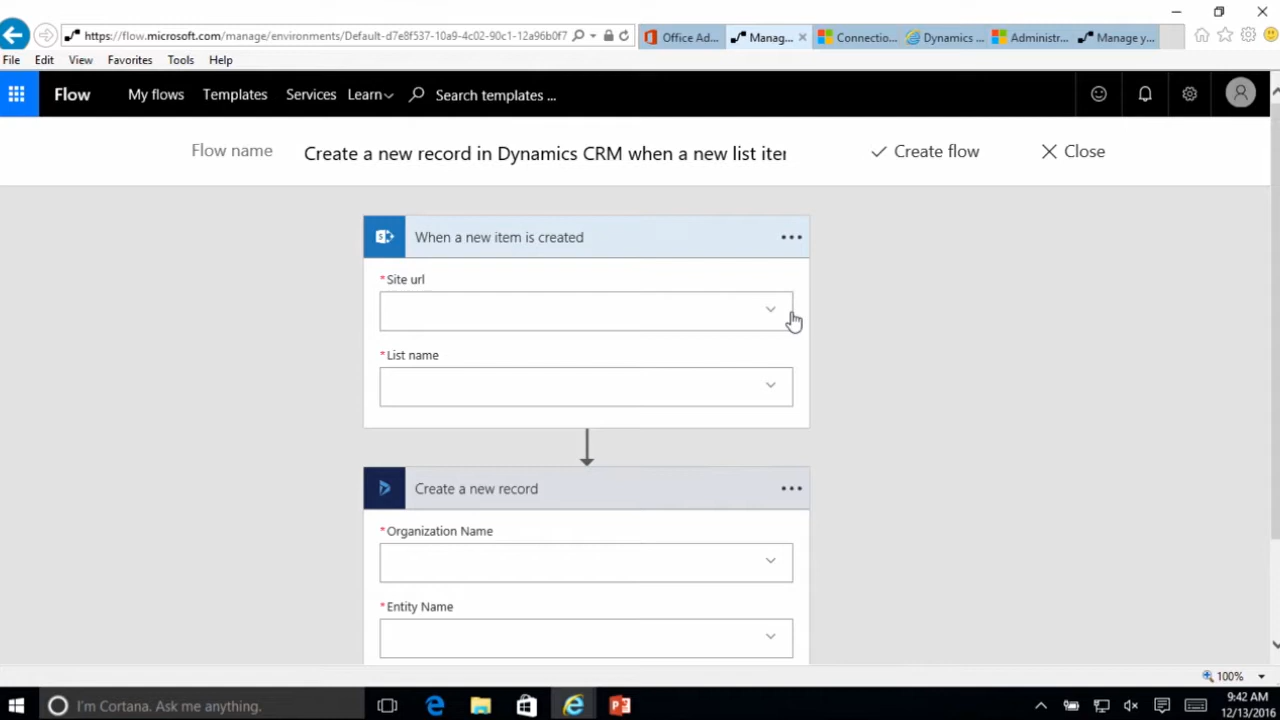 https://flow.microsoft.com/manage/environments/Default-d7e8f537-10a9-4c02-90c1-12a96b0f7
Office Ad...
Manag...
Connectio...
Dynamics ...
Administr...
Manage y...
File Edit View Favorites Tools Help
Flow My flows Templates Services Learn Search templates ...
Flow name Create a new record in Dynamics CRM when a new list iter Create flow Close
When a new item is created
*Site url
*List name
Create a new record
*Organization Name
*Entity Name
100%
I'm Cortana. Ask me anything.
9:42 AM
12/13/2016